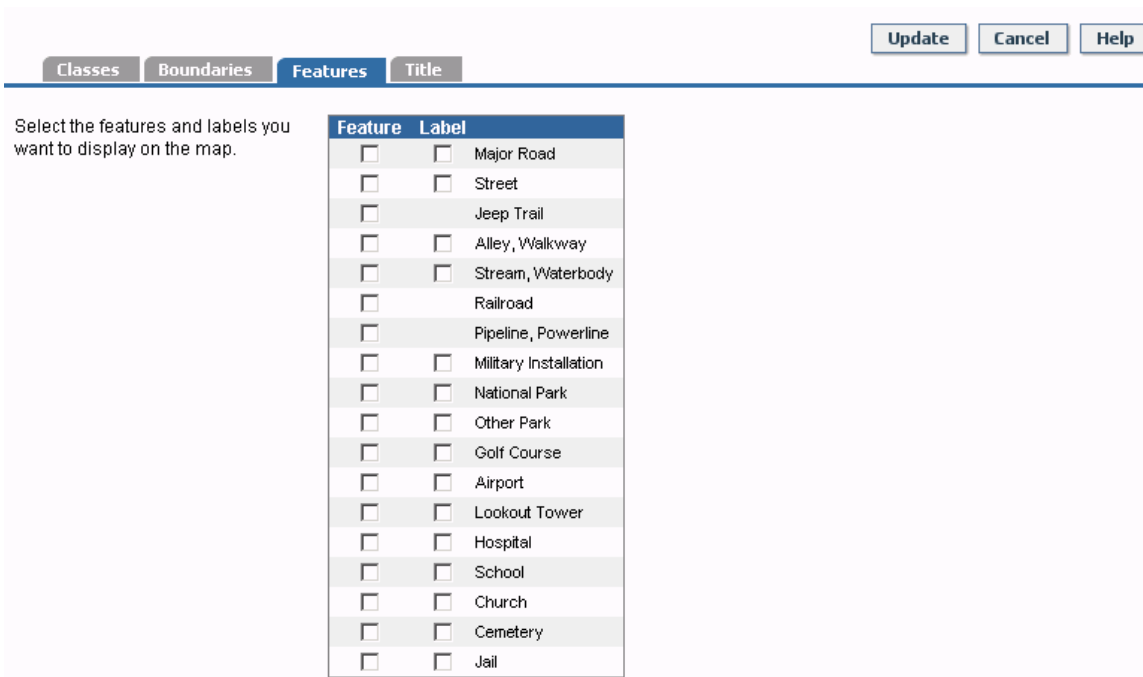 Update Cancel Help
Classes Boundaries Features Title
Select the features and labels you
want to display on the map.
Feature Label
Major Road
Street
Jeep Trail
Alley, Walkway
Stream, Waterbody
Railroad
Pipeline, Powerline
Military Installation
National Park
Other Park
Golf Course
Airport
Lookout Tower
Hospital
School
Church
Cemetery
Jail